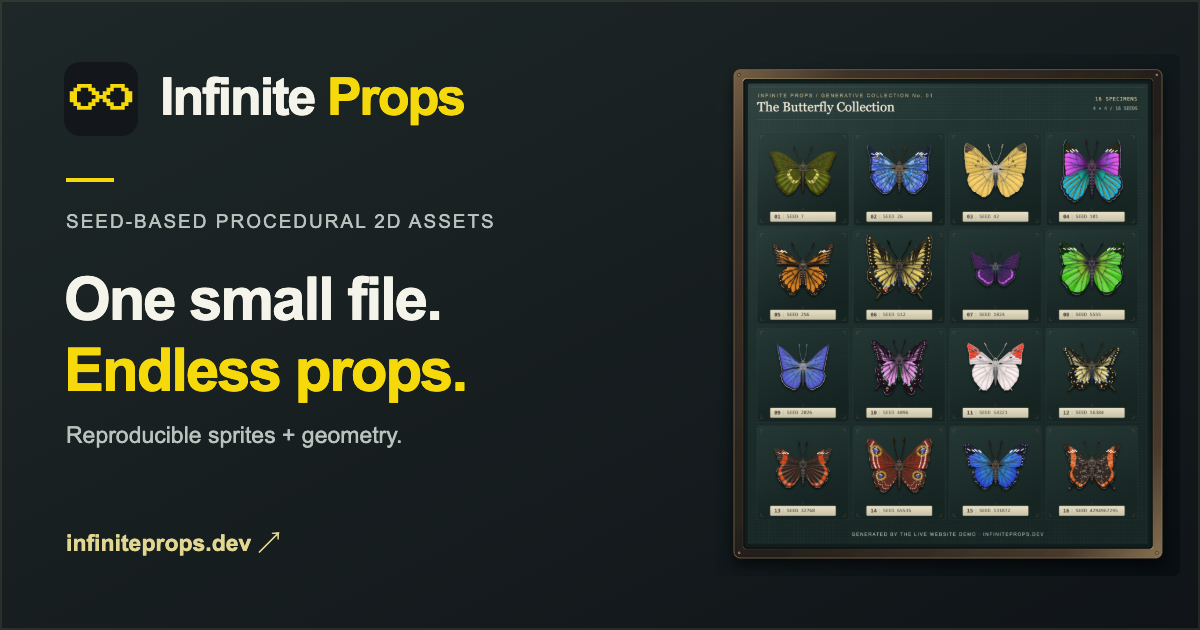 Infinite Props
SEED-BASED PROCEDURAL 2D ASSETS
One small file.
Endless props.
Reproducible sprites + geometry.
infiniteprops.dev ↗
INFINITE PROPS / GENERATIVE COLLECTION No. 01
The Butterfly Collection
16 SPECIMENS
4 × 4 / 16 SEEDS
01 SEED 7
02 SEED 26
03 SEED 42
04 SEED 101
05 SEED 256
06 SEED 512
07 SEED 1024
08 SEED 5555
09 SEED 2026
10 SEED 4096
11 SEED
12 SEED 16384
13 SEED 32768
14 SEED 65535
15 SEED 131072
16 SEED 4294967295
GENERATED BY THE LIVE WEBSITE DEMO · INFINITEPROPS.DEV